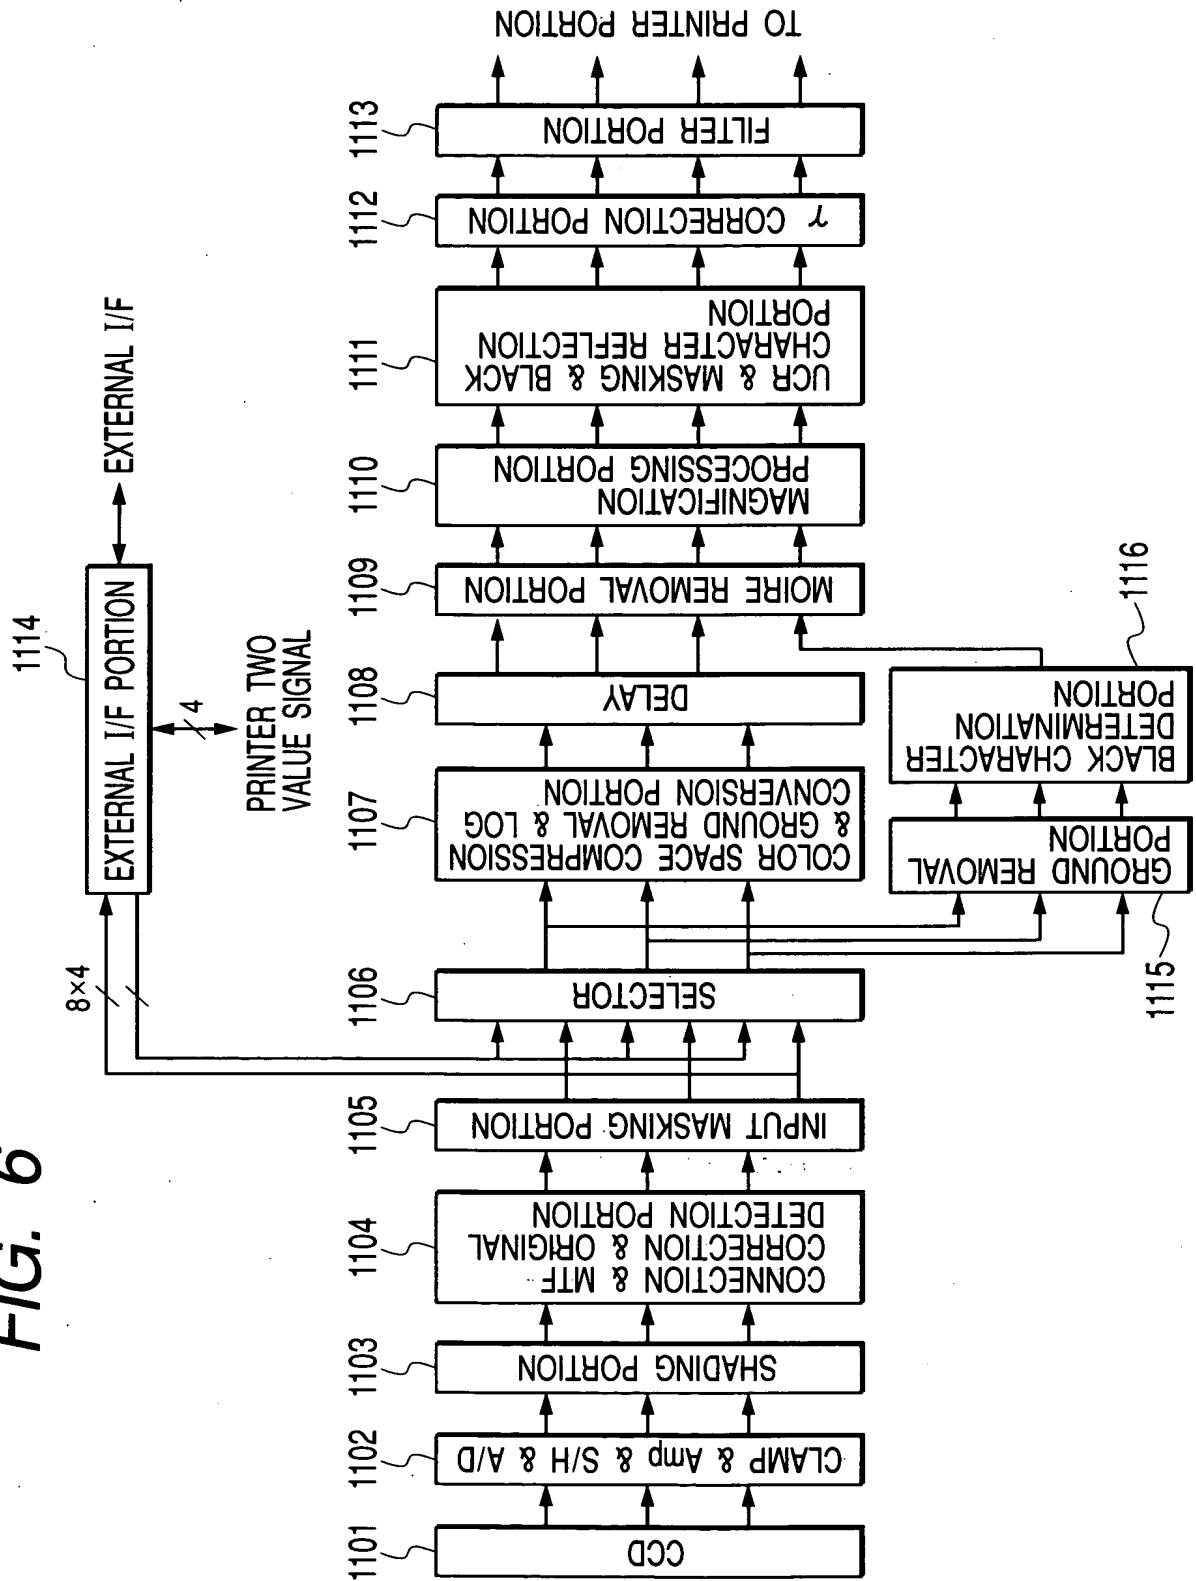 FIG. 6
1114
EXTERNAL I/F PORTION
EXTERNAL I/F
8×4
4
PRINTER TWO
VALUE SIGNAL
1101
CCD
1102
CLAMP & Amp & S/H & A/D
1103
SHADING PORTION
1104
CONNECTION & MTF
CORRECTION & ORIGINAL
DETECTION PORTION
1105
INPUT MASKING PORTION
1106
SELECTOR
1107
COLOR SPACE COMPRESSION
& GROUND REMOVAL & LOG
CONVERSION PORTION
1108
DELAY
1109
MOIRE REMOVAL PORTION
1110
MAGNIFICATION
PROCESSING PORTION
1111
UCR & MASKING & BLACK
CHARACTER REFLECTION
PORTION
1112
γ CORRECTION PORTION
1113
FILTER PORTION
TO PRINTER PORTION
1115
GROUND REMOVAL
PORTION
1116
BLACK CHARACTER
DETERMINATION
PORTION